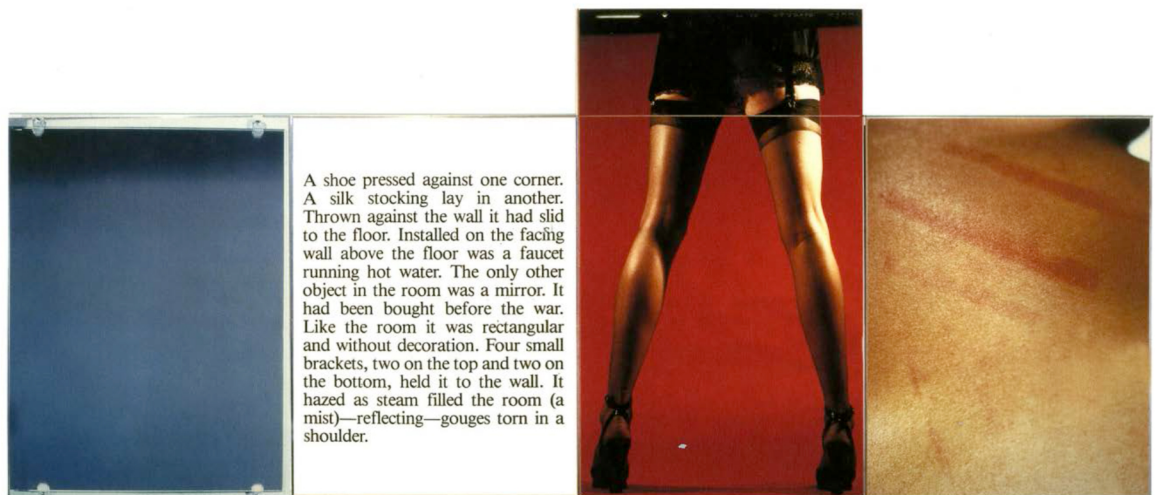 A shoe pressed against one corner.
A silk stocking lay in another.
Thrown against the wall it had slid
to the floor. Installed on the facing
wall above the floor was a faucet
running hot water. The only other
object in the room was a mirror. It
had been bought before the war.
Like the room it was rectangular
and without decoration. Four small
brackets, two on the top and two on
the bottom, held it to the wall. It
hazed as steam filled the room (a
mist)—reflecting—gouges torn in a
shoulder.